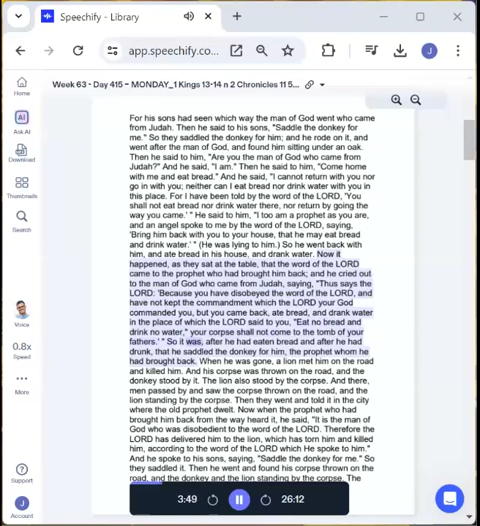 Speechify - Library
app.speechify.co...
J
Week 63 - Day 415 – MONDAY_1 Kings 13-14 n 2 Chronicles 11 5...
Home
AI
Ask AI
Download
Thumbnails
Search
Voice
0.8x
Speed
More
Support
J
Account
For his sons had seen which way the man of God went who came
from Judah. Then he said to his sons, "Saddle the donkey for
me." So they saddled the donkey for him; and he rode on it, and
went after the man of God, and found him sitting under an oak.
Then he said to him, "Are you the man of God who came from
Judah?" And he said, "I am." Then he said to him, "Come home
with me and eat bread." And he said, "I cannot return with you nor
go in with you; neither can I eat bread nor drink water with you in
this place. For I have been told by the word of the LORD, 'You
shall not eat bread nor drink water there, nor return by going the
way you came.' " He said to him, "I too am a prophet as you are,
and an angel spoke to me by the word of the LORD, saying,
'Bring him back with you to your house, that he may eat bread
and drink water.' " (He was lying to him.) So he went back with
him, and ate bread in his house, and drank water. Now it
happened, as they sat at the table, that the word of the LORD
came to the prophet who had brought him back; and he cried out
to the man of God who came from Judah, saying, "Thus says the
LORD: 'Because you have disobeyed the word of the LORD, and
have not kept the commandment which the LORD your God
commanded you, but you came back, ate bread, and drank water
in the place of which the LORD said to you, "Eat no bread and
drink no water," your corpse shall not come to the tomb of your
fathers.' " So it was, after he had eaten bread and after he had
drunk, that he saddled the donkey for him, the prophet whom he
had brought back. When he was gone, a lion met him on the road
and killed him. And his corpse was thrown on the road, and the
donkey stood by it. The lion also stood by the corpse. And there,
men passed by and saw the corpse thrown on the road, and the
lion standing by the corpse. Then they went and told it in the city
where the old prophet dwelt. Now when the prophet who had
brought him back from the way heard it, he said, "It is the man of
God who was disobedient to the word of the LORD. Therefore the
LORD has delivered him to the lion, which has torn him and killed
him, according to the word of the LORD which He spoke to him."
And he spoke to his sons, saying, "Saddle the donkey for me." So
they saddled it. Then he went and found his corpse thrown on the
road, and the donkey and the lion standing by the corpse. The
3:49
26:12